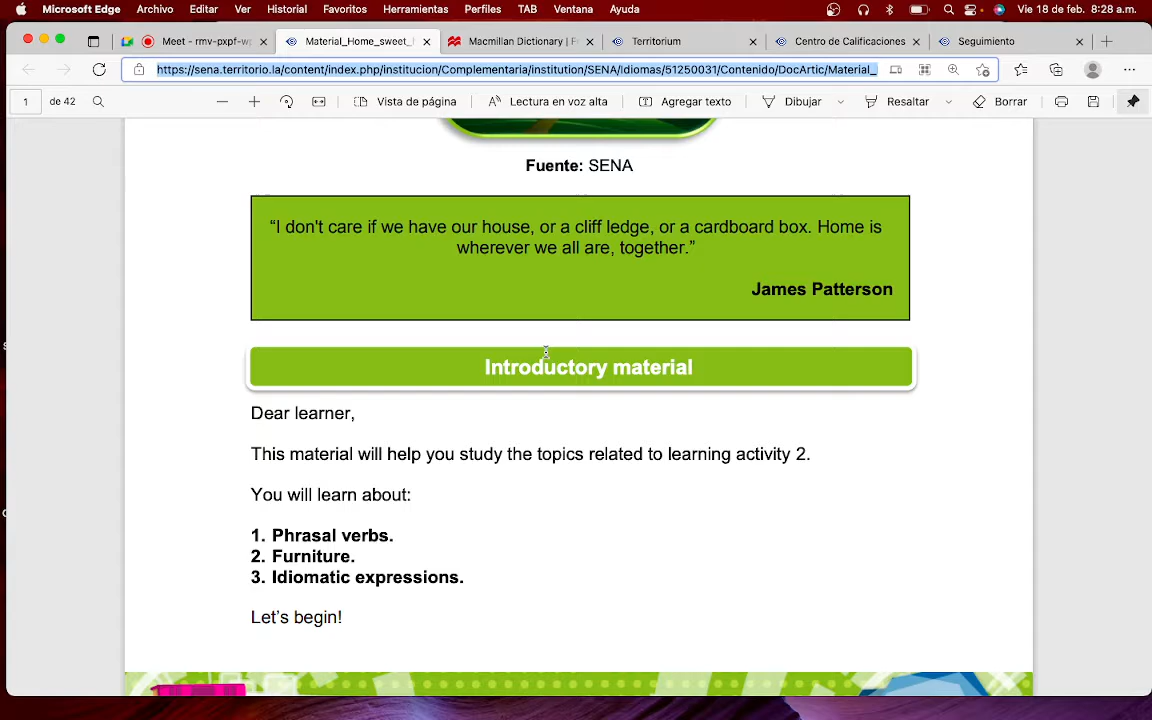 Microsoft Edge Archivo Editar Ver Historial Favoritos Herramientas Perfiles TAB Ventana Ayuda Vie 18 de feb. 8:28 a.m.
Meet - rmv-pxpf-w Material_Home_sweet_ Macmillan Dictionary | F Territorium Centro de Calificaciones Seguimiento
https://sena.territorio.la/content/index.php/institucion/Complementaria/institution/SENA/Idiomas/51250031/Contenido/DocArtic/Material_
1 de 42 Vista de página Lectura en voz alta Agregar texto Dibujar Resaltar Borrar
Fuente: SENA
“I don't care if we have our house, or a cliff ledge, or a cardboard box. Home is
wherever we all are, together.”
James Patterson
Introductory material
Dear learner,
This material will help you study the topics related to learning activity 2.
You will learn about:
1. Phrasal verbs.
2. Furniture.
3. Idiomatic expressions.
Let’s begin!